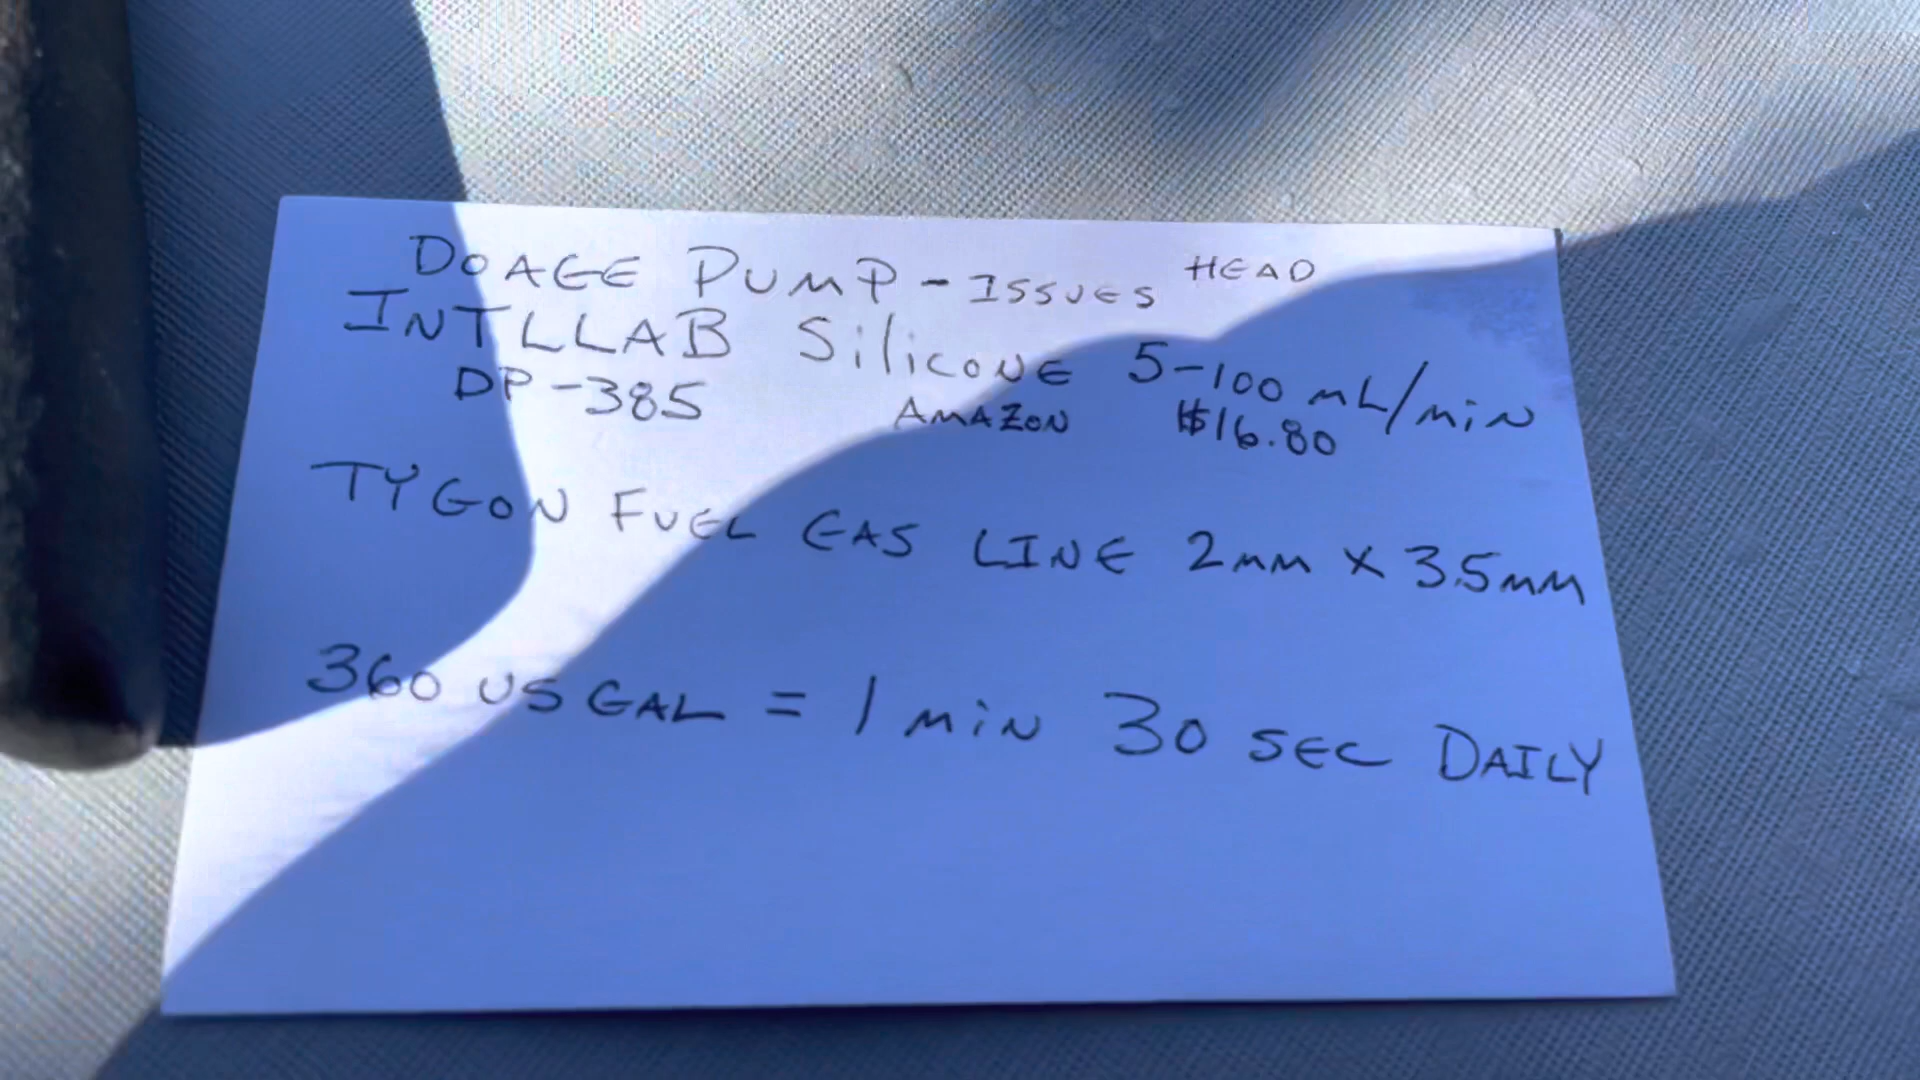 DOAGE PUMP - ISSUES HEAD
INTLLAB Silicone 5-100 mL/min
DP-385 AMAZON $16.80
TYGON FUEL GAS LINE 2mm X 3.5mm
360 US GAL = 1 min 30 SEC DAILY